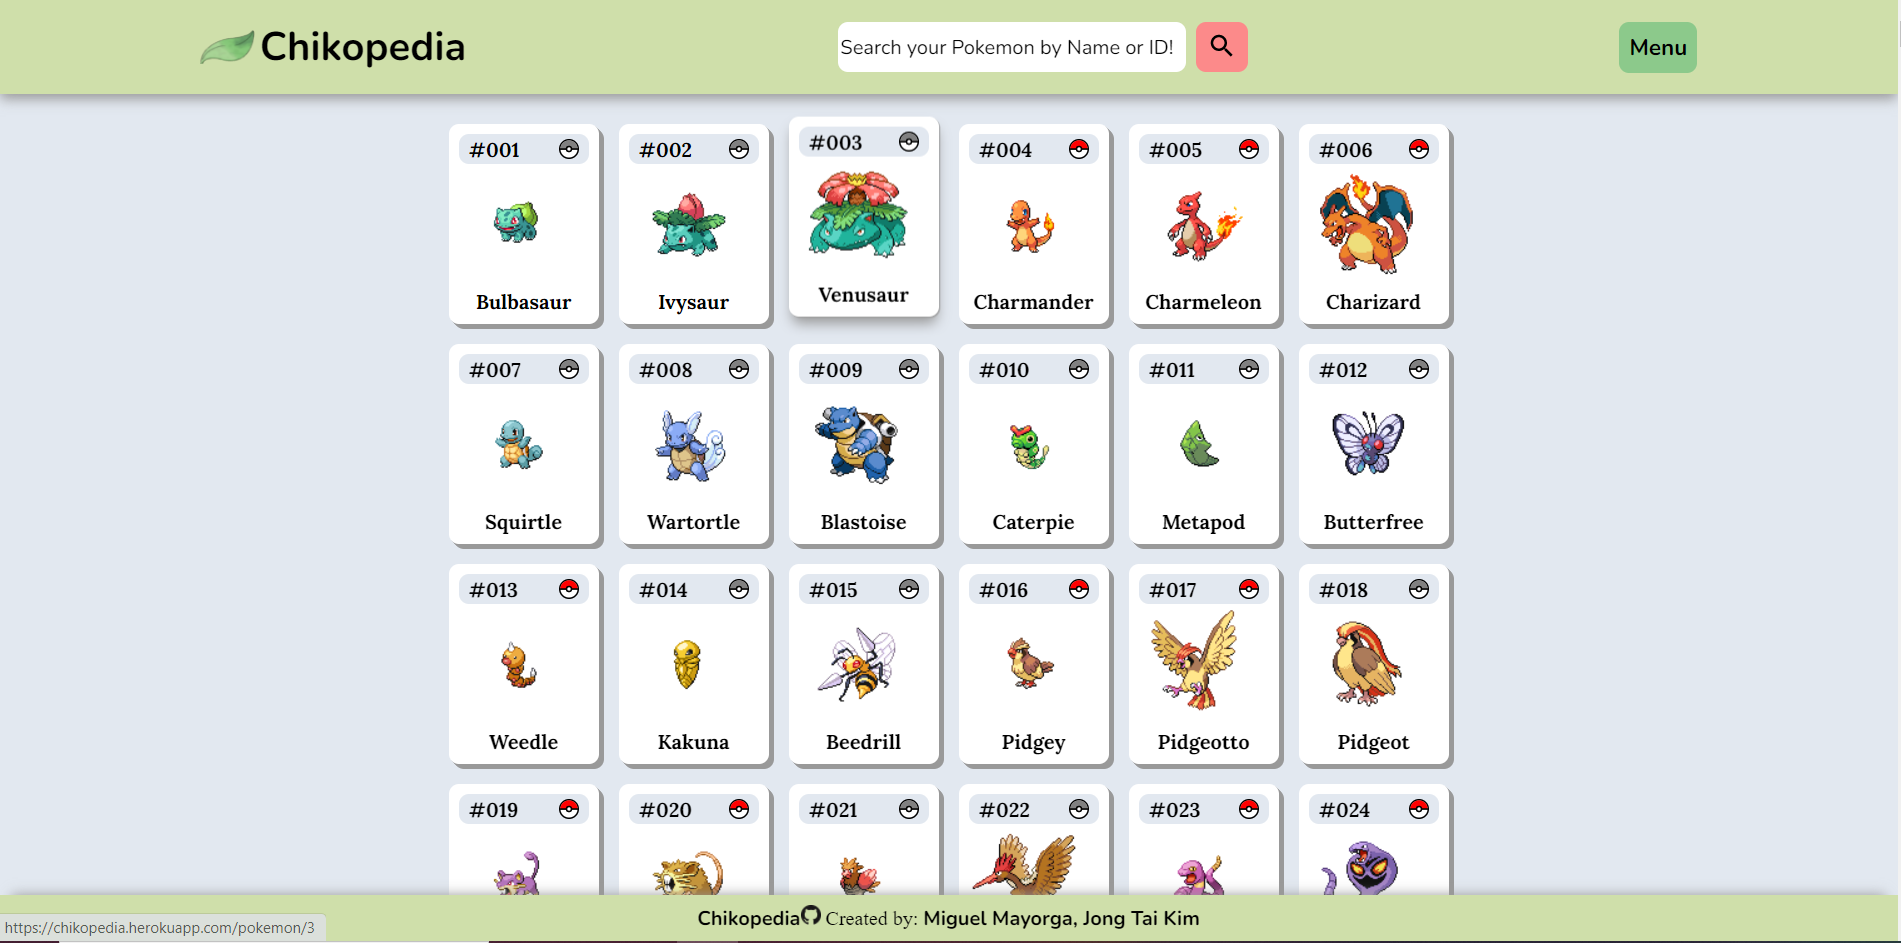 Chikopedia
Search your Pokemon by Name or ID!
Menu
#001
#002
#003
#004
#005
#006
Bulbasaur
Ivysaur
Venusaur
Charmander
Charmeleon
Charizard
#007
#008
#009
#010
#011
#012
Squirtle
Wartortle
Blastoise
Caterpie
Metapod
Butterfree
#013
#014
#015
#016
#017
#018
Weedle
Kakuna
Beedrill
Pidgey
Pidgeotto
Pidgeot
#019
#020
#021
#022
#023
#024
Chikopedia Created by: Miguel Mayorga, Jong Tai Kim
https://chikopedia.herokuapp.com/pokemon/3